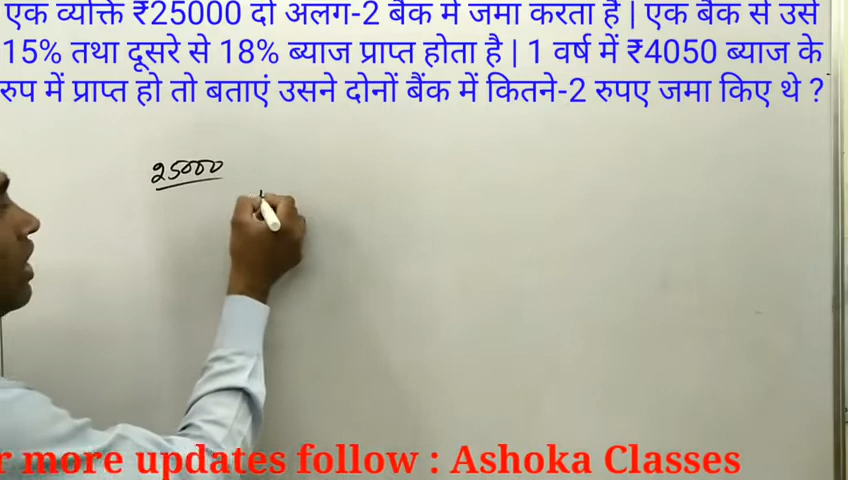 एक व्यक्ति ₹25000 दो अलग-2 बैंक में जमा करता है | एक बैंक से उसे
15% तथा दूसरे से 18% ब्याज प्राप्त होता है | 1 वर्ष में ₹4050 ब्याज के
रुप में प्राप्त हो तो बताएं उसने दोनों बैंक में कितने-2 रुपए जमा किए थे ?
25000
r more updates follow : Ashoka Classes